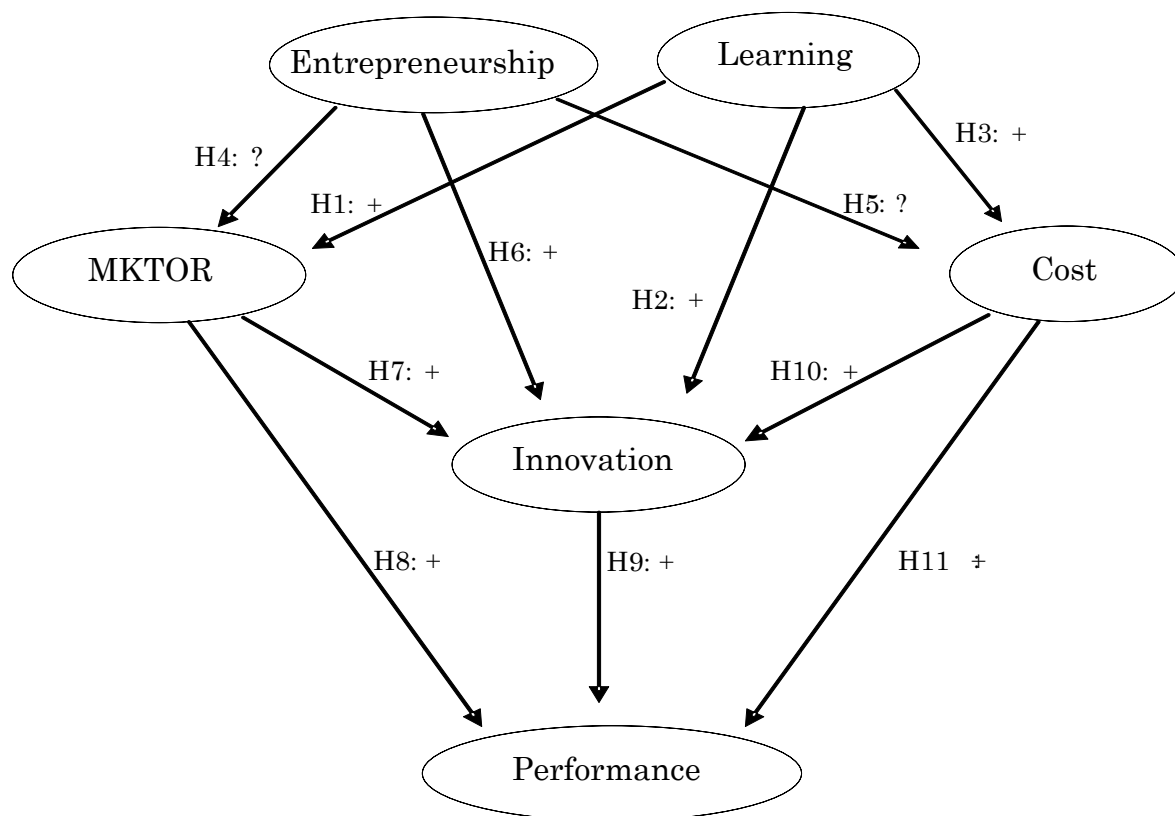 Entrepreneurship
Learning
H4: ?
H1: +
H3: +
H5: ?
MKTOR
H6: +
H2: +
Cost
H7: +
H10: +
Innovation
H8: +
H9: +
H11 :+
Performance